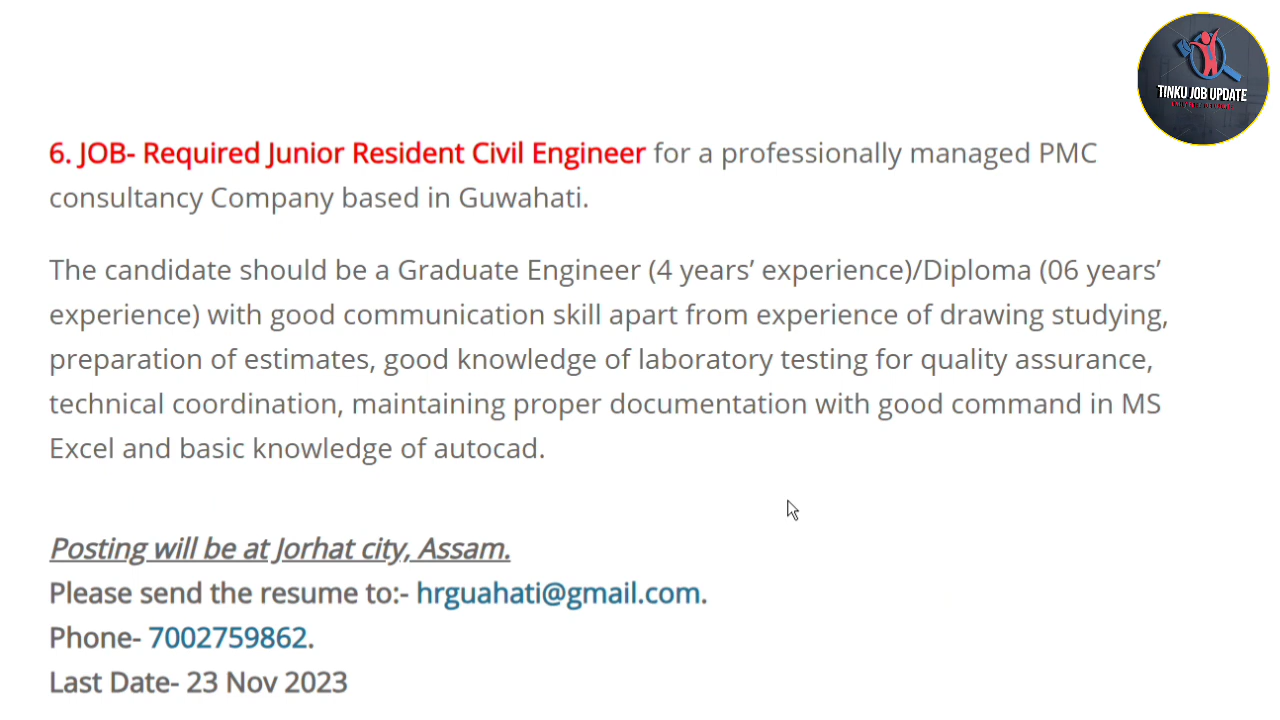 TINKU JOB UPDATE
6. JOB- Required Junior Resident Civil Engineer for a professionally managed PMC
consultancy Company based in Guwahati.
The candidate should be a Graduate Engineer (4 years’ experience)/Diploma (06 years’
experience) with good communication skill apart from experience of drawing studying,
preparation of estimates, good knowledge of laboratory testing for quality assurance,
technical coordination, maintaining proper documentation with good command in MS
Excel and basic knowledge of autocad.
Posting will be at Jorhat city, Assam.
Please send the resume to:- hrguahati@gmail.com.
Phone- 7002759862.
Last Date- 23 Nov 2023